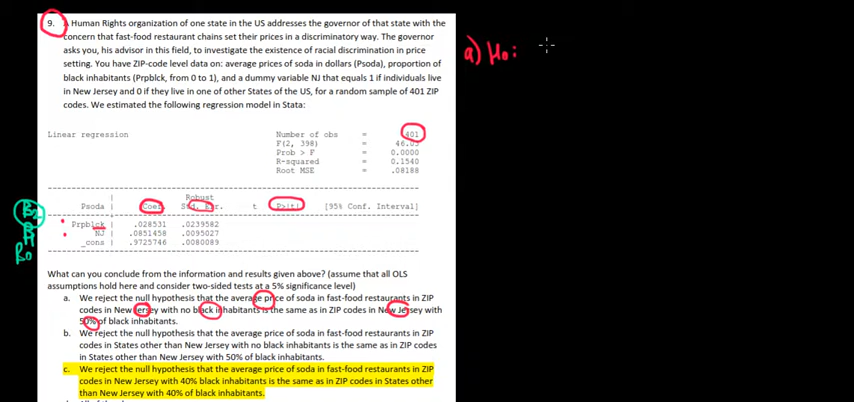 9. A Human Rights organization of one state in the US addresses the governor of that state with the
concern that fast-food restaurant chains set their prices in a discriminatory way. The governor
asks you, his advisor in this field, to investigate the existence of racial discrimination in price
setting. You have ZIP-code level data on: average prices of soda in dollars (Psoda), proportion of
black inhabitants (Prpblck, from 0 to 1), and a dummy variable NJ that equals 1 if individuals live
in New Jersey and 0 if they live in one of other States of the US, for a random sample of 401 ZIP
codes. We estimated the following regression model in Stata:
a) H0:
Linear regression Number of obs = 401
F(2, 398) = 46.05
Prob > F = 0.0000
R-squared = 0.1540
Root MSE = .08188
Robust
Psoda | Coef. Std. Err. t P>|t| [95% Conf. Interval]
B2 Prpblck | .028531 .0239582
B1 NJ | .0851458 .0095027
B0 _cons | .9725746 .0080089
What can you conclude from the information and results given above? (assume that all OLS
assumptions hold here and consider two-sided tests at a 5% significance level)
a. We reject the null hypothesis that the average price of soda in fast-food restaurants in ZIP
codes in New Jersey with no black inhabitants is the same as in ZIP codes in New Jersey with
50% of black inhabitants.
b. We reject the null hypothesis that the average price of soda in fast-food restaurants in ZIP
codes in States other than New Jersey with no black inhabitants is the same as in ZIP codes
in States other than New Jersey with 50% of black inhabitants.
c. We reject the null hypothesis that the average price of soda in fast-food restaurants in ZIP
codes in New Jersey with 40% black inhabitants is the same as in ZIP codes in States other
than New Jersey with 40% of black inhabitants.